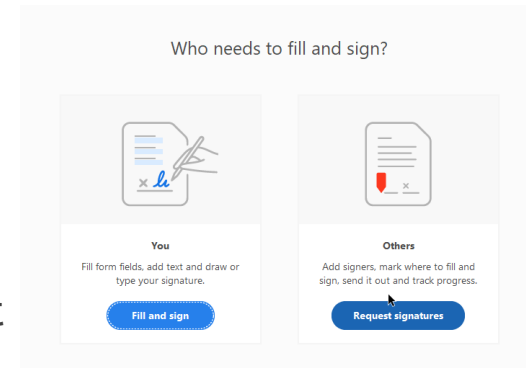 Who needs to fill and sign?
You
Fill form fields, add text and draw or
type your signature.
Fill and sign
Others
Add signers, mark where to fill and
sign, send it out and track progress.
Request signatures